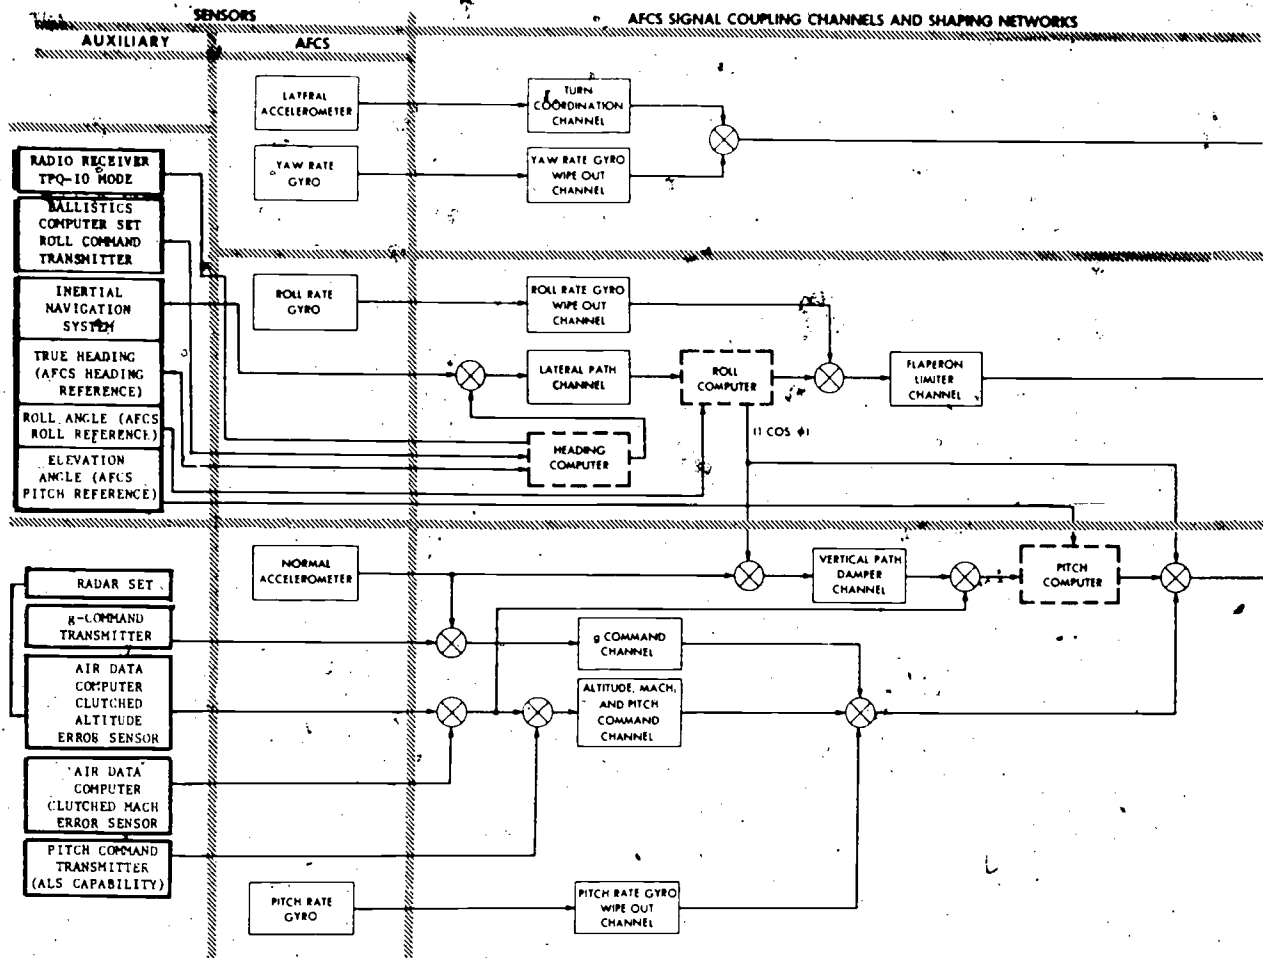 SENSORS
AFCS SIGNAL COUPLING CHANNELS AND SHAPING NETWORKS
AUXILIARY
AFCS
LATERAL
ACCELEROMETER
TURN
COORDINATION
CHANNEL
YAW RATE
GYRO
YAW RATE GYRO
WIPE OUT
CHANNEL
RADIO RECEIVER
TPQ-10 MODE
BALLISTICS
COMPUTER SET
ROLL COMMAND
TRANSMITTER
INERTIAL
NAVIGATION
SYSTEM
TRUE HEADING
(AFCS HEADING
REFERENCE)
ROLL ANGLE (AFCS
ROLL REFERENCE)
ELEVATION
ANGLE (AFCS
PITCH REFERENCE)
ROLL RATE
GYRO
ROLL RATE GYRO
WIPE OUT
CHANNEL
LATERAL PATH
CHANNEL
ROLL
COMPUTER
FLAPERON
LIMITER
CHANNEL
HEADING
COMPUTER
(1 COS ϕ)
NORMAL
ACCELEROMETER
VERTICAL PATH
DAMPER
CHANNEL
PITCH
COMPUTER
RADAR SET
g-COMMAND
TRANSMITTER
g COMMAND
CHANNEL
AIR DATA
COMPUTER
CLUTCHED
ALTITUDE
ERROR SENSOR
ALTITUDE, MACH,
AND PITCH
COMMAND
CHANNEL
AIR DATA
COMPUTER
CLUTCHED MACH
ERROR SENSOR
PITCH COMMAND
TRANSMITTER
(ALS CAPABILITY)
PITCH RATE
GYRO
PITCH RATE GYRO
WIPE OUT
CHANNEL